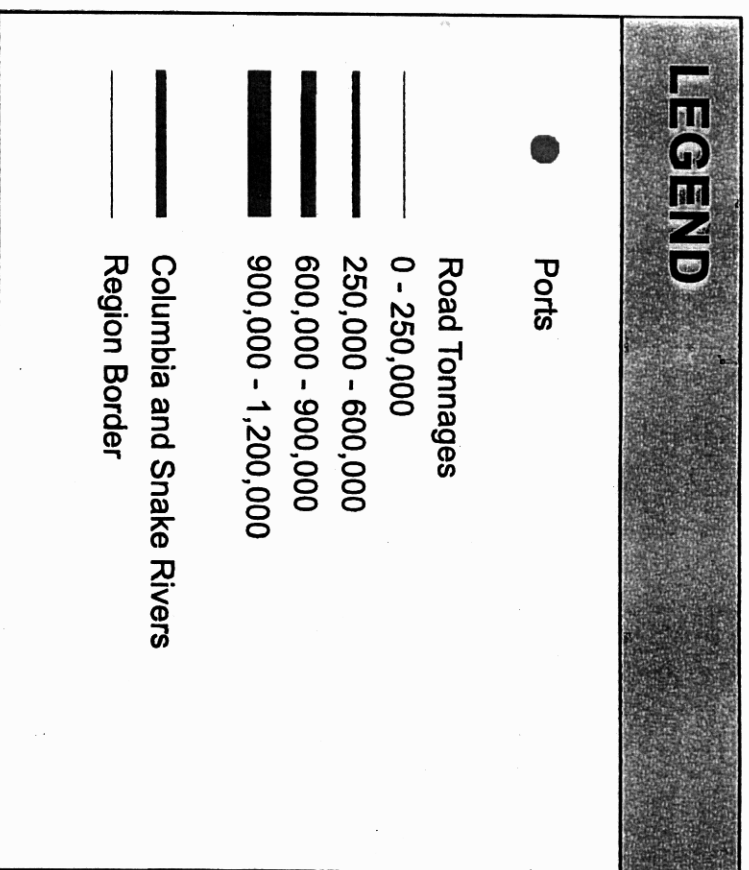 LEGEND
Ports
Road Tonnages
0 - 250,000
250,000 - 600,000
600,000 - 900,000
900,000 - 1,200,000
Columbia and Snake Rivers
Region Border